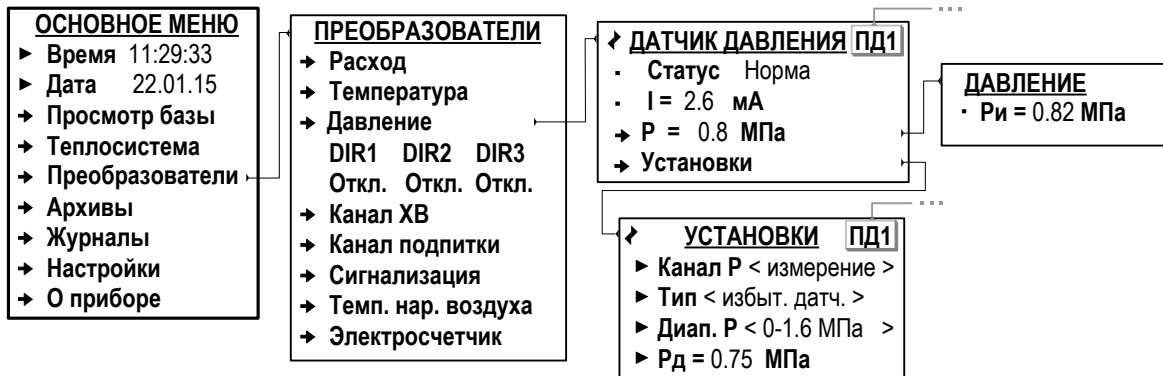 ОСНОВНОЕ МЕНЮ
Время 11:29:33
Дата 22.01.15
Просмотр базы
Теплосистема
Преобразователи
Архивы
Журналы
Настройки
О приборе
ПРЕОБРАЗОВАТЕЛИ
Расход
Температура
Давление
DIR1 DIR2 DIR3
Откл. Откл. Откл.
Канал ХВ
Канал подпитки
Сигнализация
Темп. нар. воздуха
Электросчетчик
ДАТЧИК ДАВЛЕНИЯ ПД1
Статус Норма
I = 2.6 мА
P = 0.8 МПа
Установки
ДАВЛЕНИЕ
Ри = 0.82 МПа
УСТАНОВКИ ПД1
Канал P < измерение >
Тип < избыт. датч. >
Диап. P < 0-1.6 МПа >
Рд = 0.75 МПа